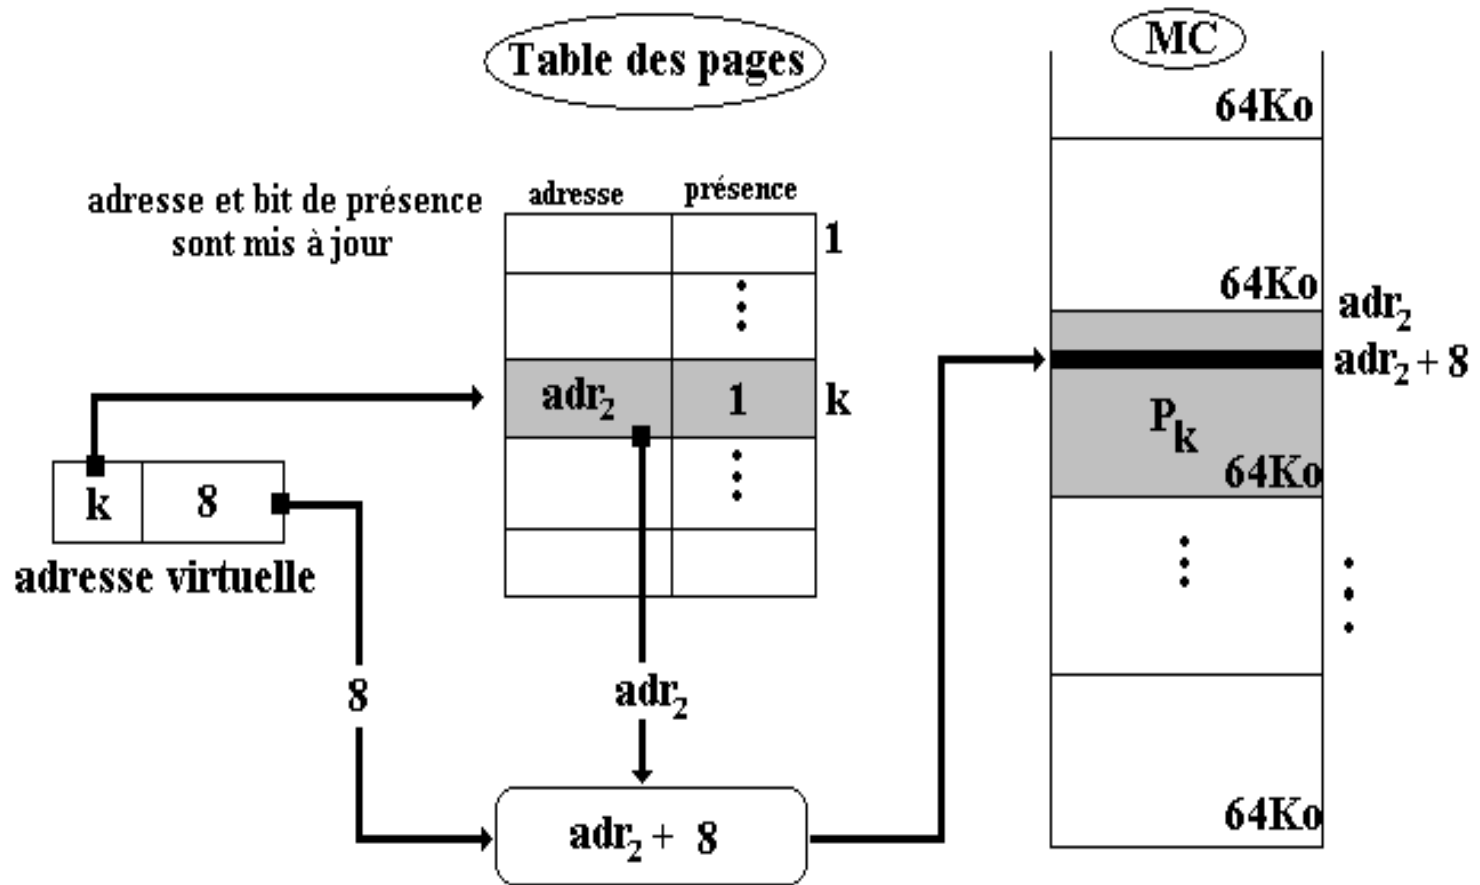 Table des pages
MC
64Ko
adresse et bit de présence
sont mis à jour
adresse
présence
1
64Ko
adr2
adr2 + 8
adr2
1
k
Pk
64Ko
k
8
adresse virtuelle
8
adr2
adr2 + 8
64Ko